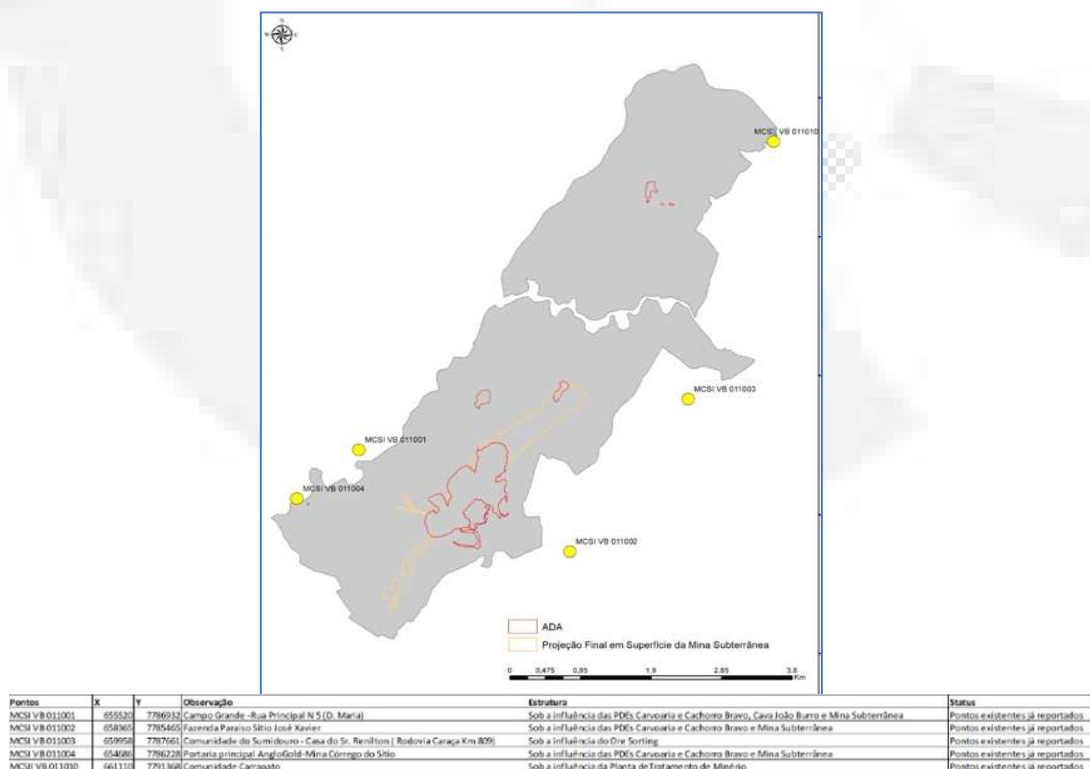 MCSI VB 011010
MCSI VB 011003
MCSI VB 011001
MCSI VB 011004
MCSI VB 011002
ADA
Projeção Final em Superfície da Mina Subterrânea
0 0,475 0,95 1,9 2,85 3,8
Km
Pontos X Y Observação Estrutura Status
MCSI VB 011001 655520 7786932 Campo Grande -Rua Principal N 5 (D. Maria) Sob a influência das PDEs Carvoaria e Cachorro Bravo, Cava João Burro e Mina Subterrânea Pontos existentes já reportados
MCSI VB 011002 658365 7785465 Fazenda Paraíso Sítio José Xavier Sob a influência das PDEs Carvoaria e Cachorro Bravo e Mina Subterrânea Pontos existentes já reportados
MCSI VB 011003 659958 7787661 Comunidade do Sumidouro - Casa do Sr. Renilton ( Rodovia Caraça Km 809) Sob a influência do Ore Sorting Pontos existentes já reportados
MCSI VB 011004 654686 7786228 Portaria principal AngloGold-Mina Córrego do Sítio Sob a influência das PDEs Carvoaria e Cachorro Bravo e Mina Subterrânea Pontos existentes já reportados
MCSI VB 011010 661110 7791368 Comunidade Carrapato Sob a influência da Planta de Tratamento de Minério Pontos existentes já reportados